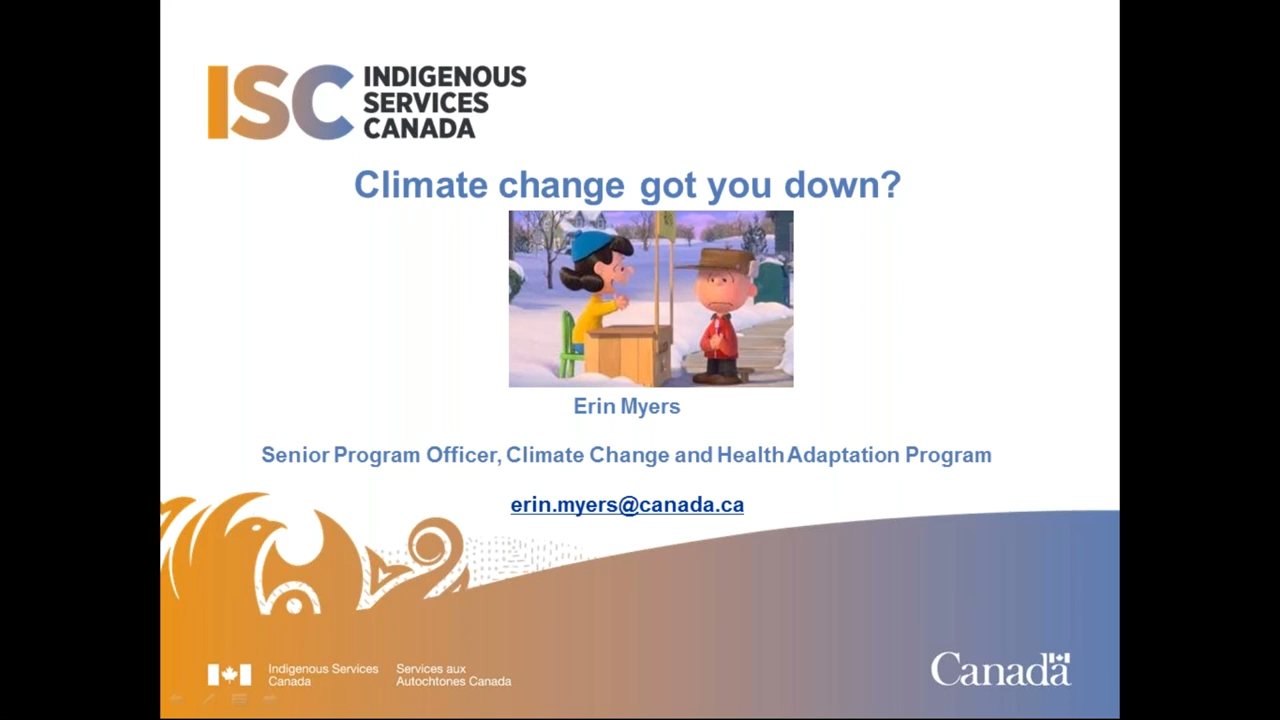 ISC INDIGENOUS
SERVICES
CANADA
Climate change got you down?
Erin Myers
Senior Program Officer, Climate Change and Health Adaptation Program
erin.myers@canada.ca
Indigenous Services
Canada
Services aux
Autochtones Canada
Canada